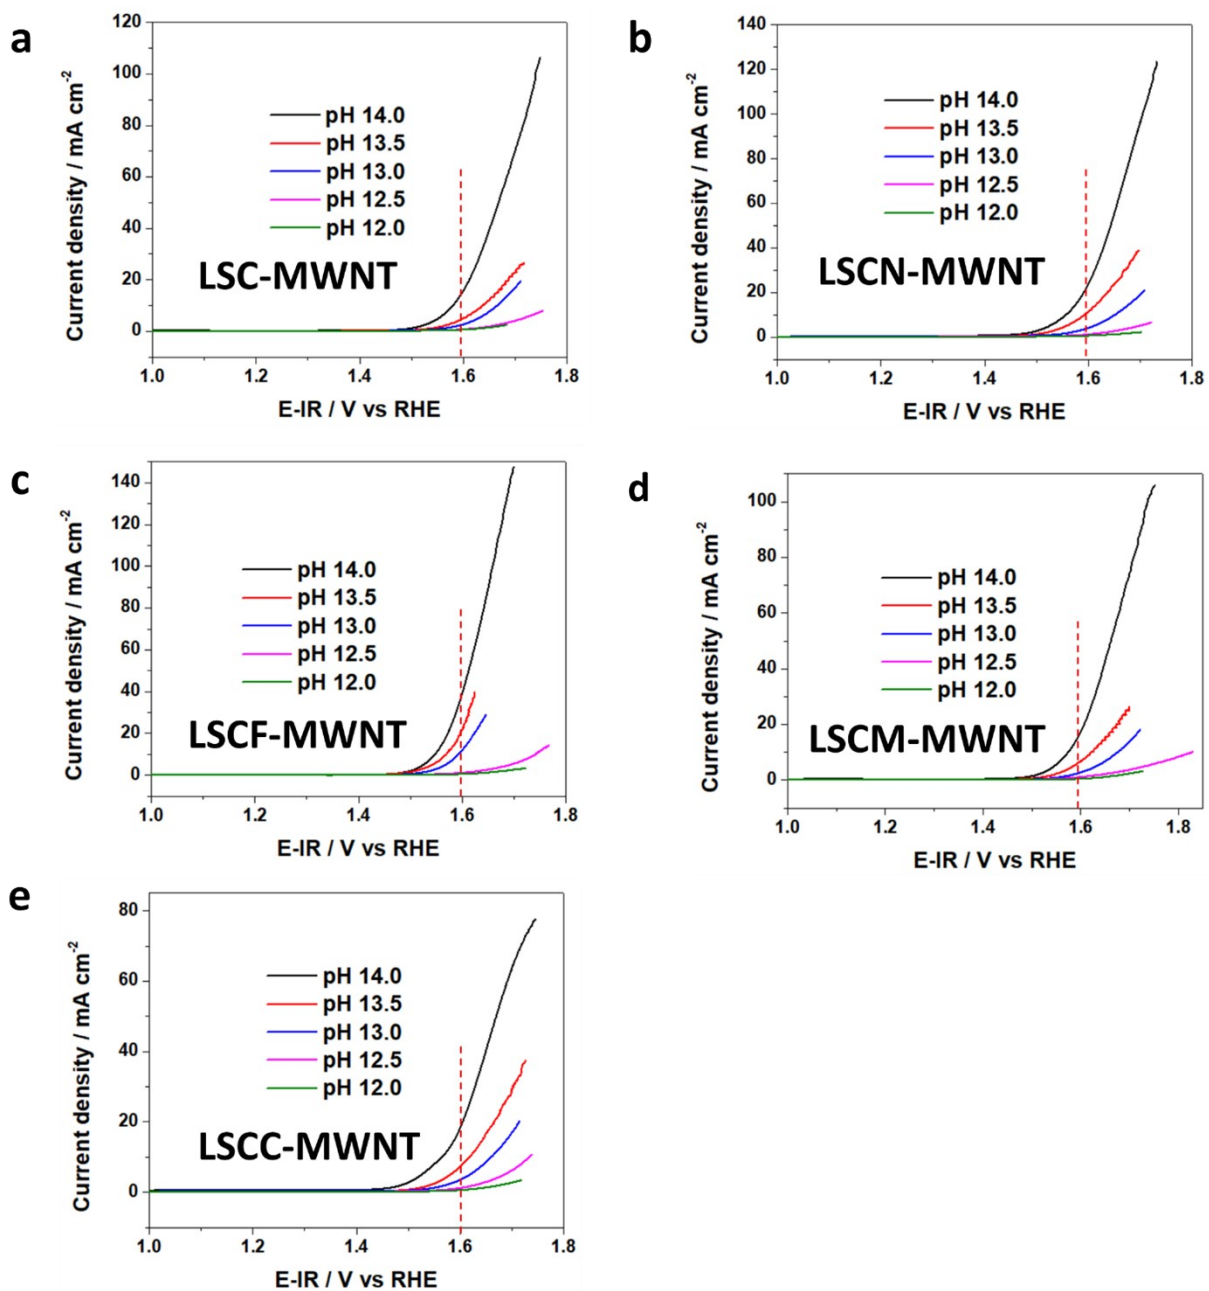 a
120
100
80
60
40
20
0
Current density / mA cm-2
pH 14.0
pH 13.5
pH 13.0
pH 12.5
pH 12.0
LSC-MWNT
1.0 1.2 1.4 1.6 1.8
E-IR / V vs RHE
b
140
120
100
80
60
40
20
0
Current density / mA cm-2
pH 14.0
pH 13.5
pH 13.0
pH 12.5
pH 12.0
LSCN-MWNT
1.0 1.2 1.4 1.6 1.8
E-IR / V vs RHE
c
140
120
100
80
60
40
20
0
Current density / mA cm-2
pH 14.0
pH 13.5
pH 13.0
pH 12.5
pH 12.0
LSCF-MWNT
1.0 1.2 1.4 1.6 1.8
E-IR / V vs RHE
d
100
80
60
40
20
0
Current density / mA cm-2
pH 14.0
pH 13.5
pH 13.0
pH 12.5
pH 12.0
LSCM-MWNT
1.0 1.2 1.4 1.6 1.8
E-IR / V vs RHE
e
80
60
40
20
0
Current density / mA cm-2
pH 14.0
pH 13.5
pH 13.0
pH 12.5
pH 12.0
LSCC-MWNT
1.0 1.2 1.4 1.6 1.8
E-IR / V vs RHE